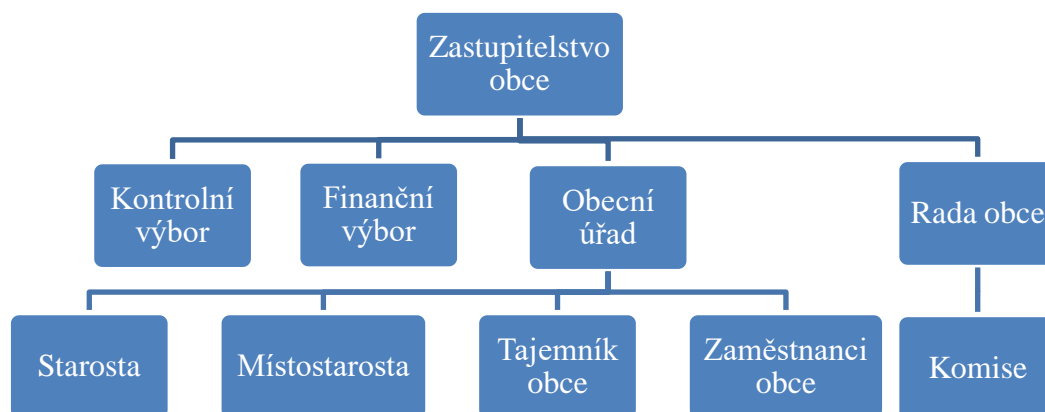 Zastupitelstvo
obce
Kontrolní
výbor
Finanční
výbor
Obecní
úřad
Rada obce
Starosta
Místostarosta
Tajemník
obce
Zaměstnanci
obce
Komise